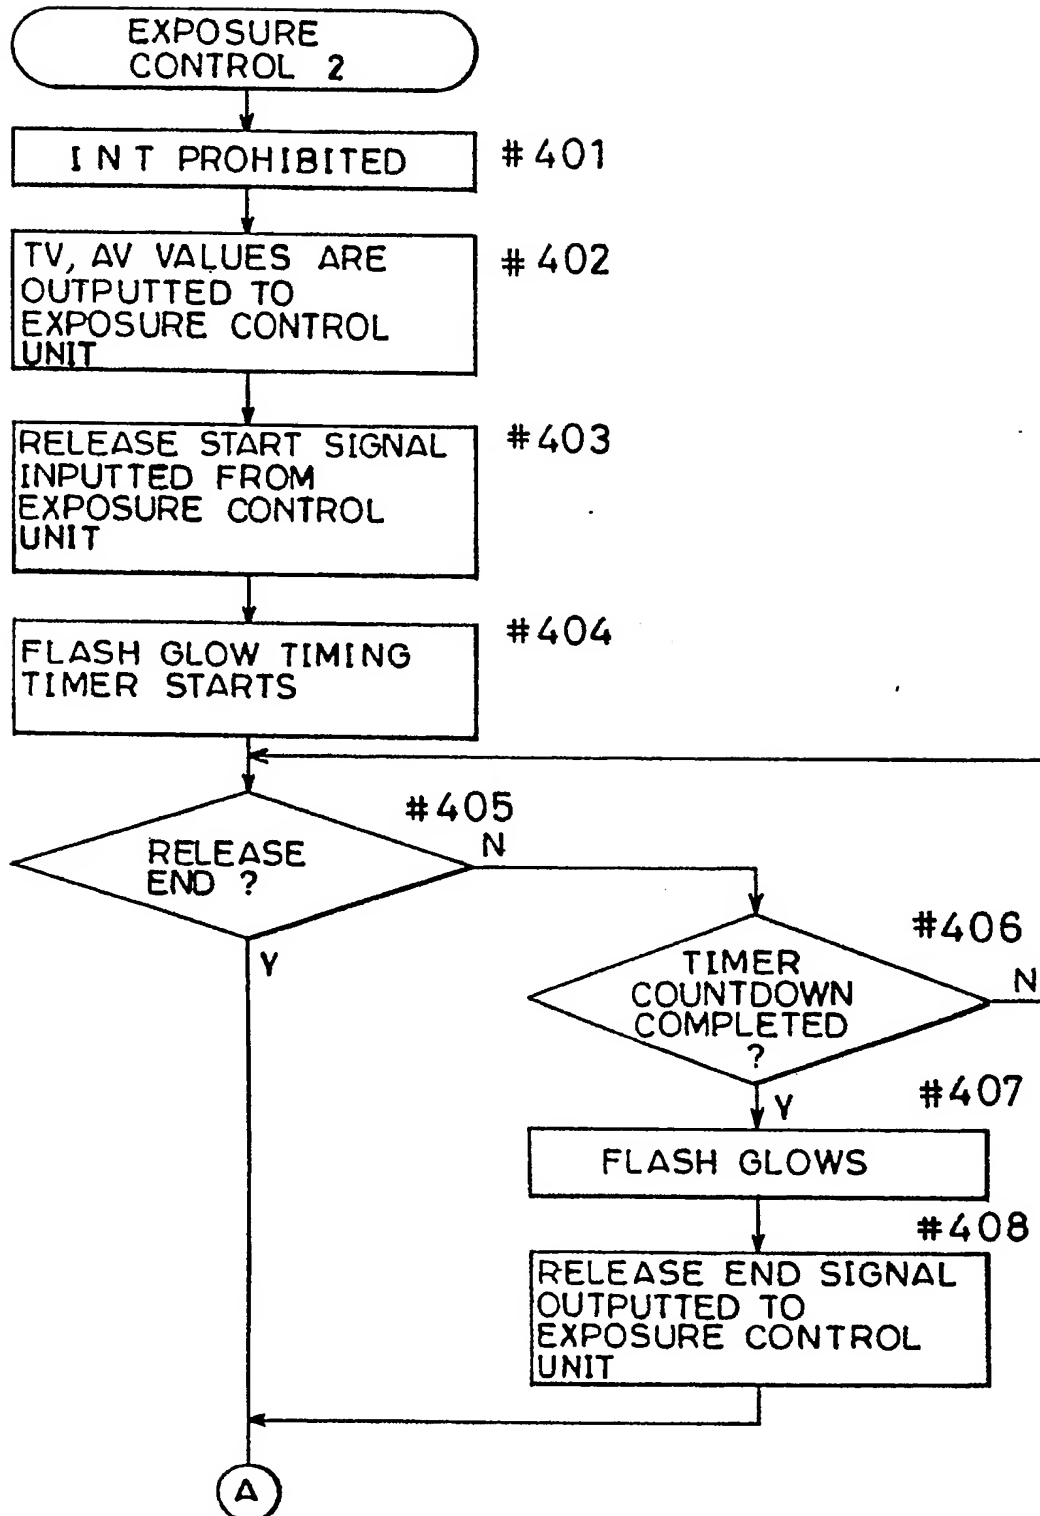 EXPOSURE
CONTROL 2
INT PROHIBITED
#401
TV, AV VALUES ARE
OUTPUTTED TO
EXPOSURE CONTROL
UNIT
#402
RELEASE START SIGNAL
INPUTTED FROM
EXPOSURE CONTROL
UNIT
#403
FLASH GLOW TIMING
TIMER STARTS
#404
RELEASE
END ?
#405
N
Y
TIMER
COUNTDOWN
COMPLETED
?
#406
N
Y
#407
FLASH GLOWS
#408
RELEASE END SIGNAL
OUTPUTTED TO
EXPOSURE CONTROL
UNIT
A